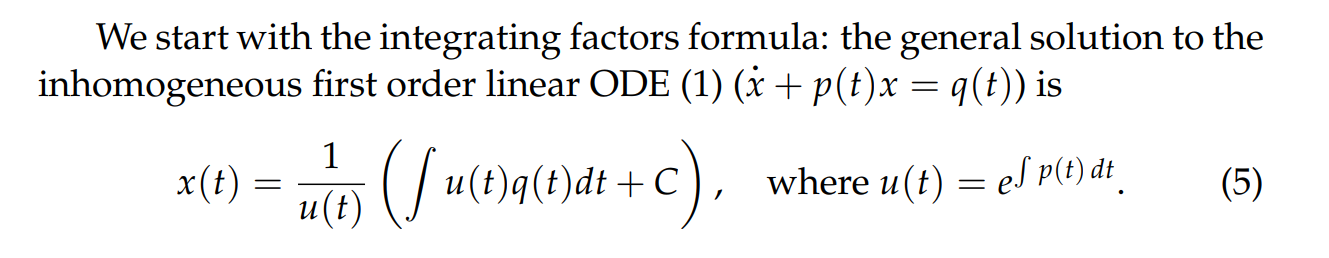 We start with the integrating factors formula: the general solution to the
inhomogeneous first order linear ODE (1) (ẋ + p(t)x = q(t)) is
x(t) = 1/u(t) (∫ u(t)q(t)dt + C), where u(t) = e^{∫ p(t) dt}. (5)